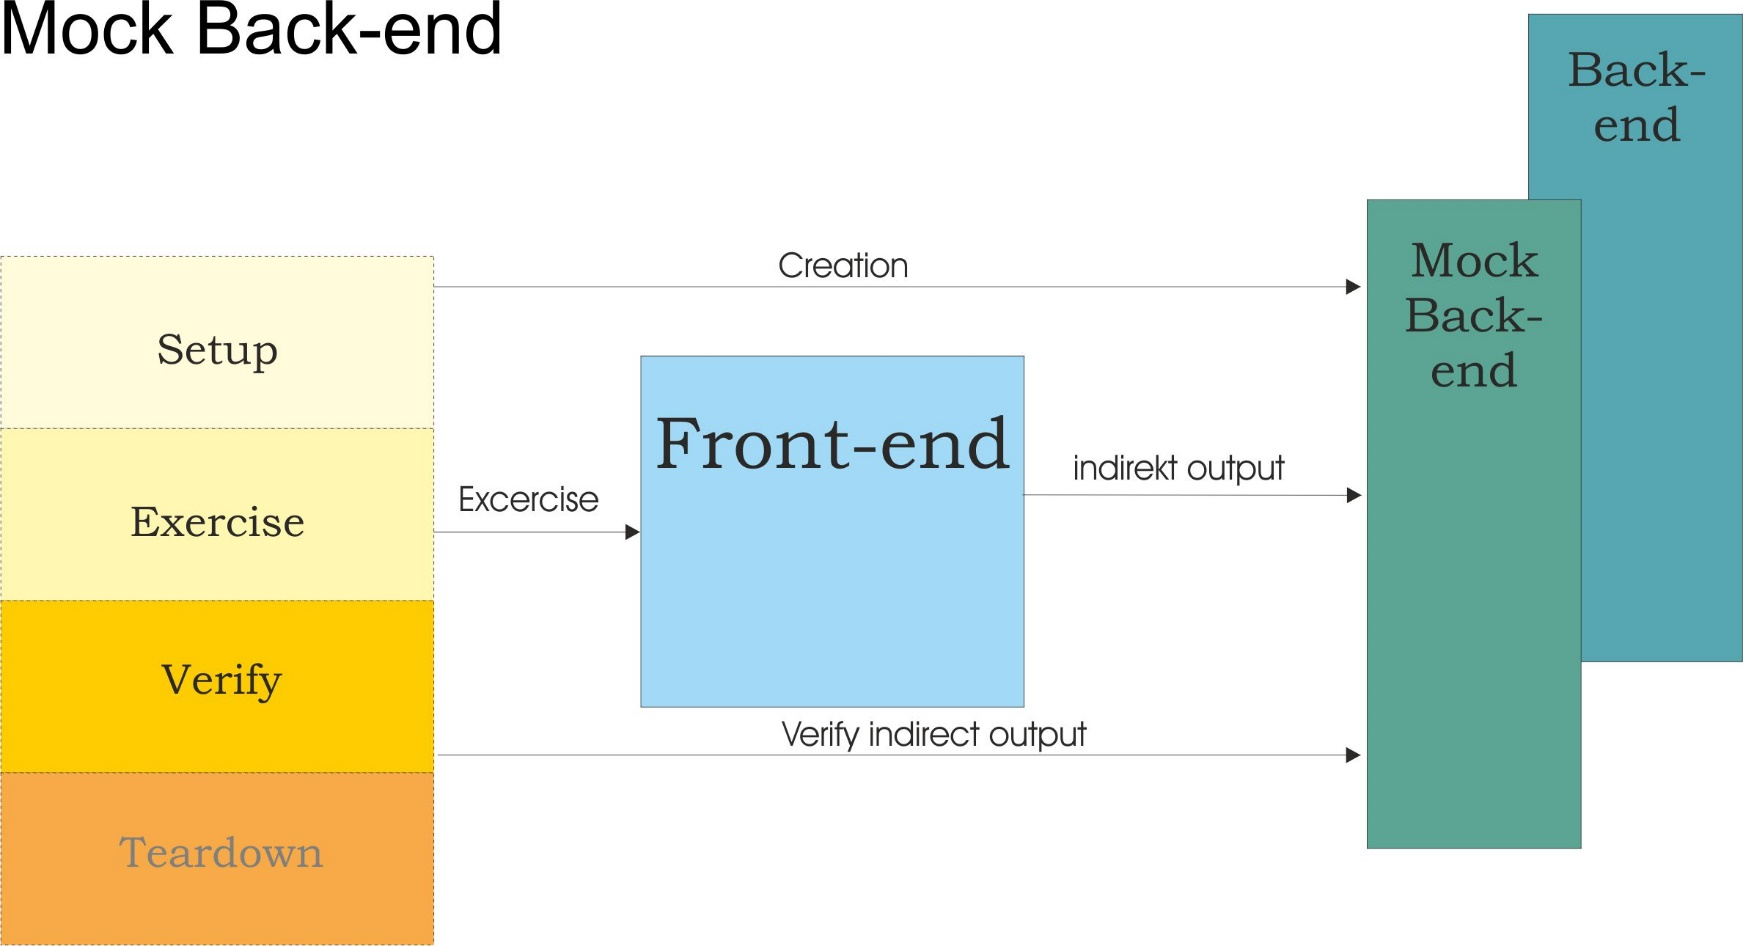 Mock Back-end
Back-
end
Mock
Back-
end
Creation
Setup
Front-end
indirekt output
Excercise
Exercise
Verify
Verify indirect output
Teardown